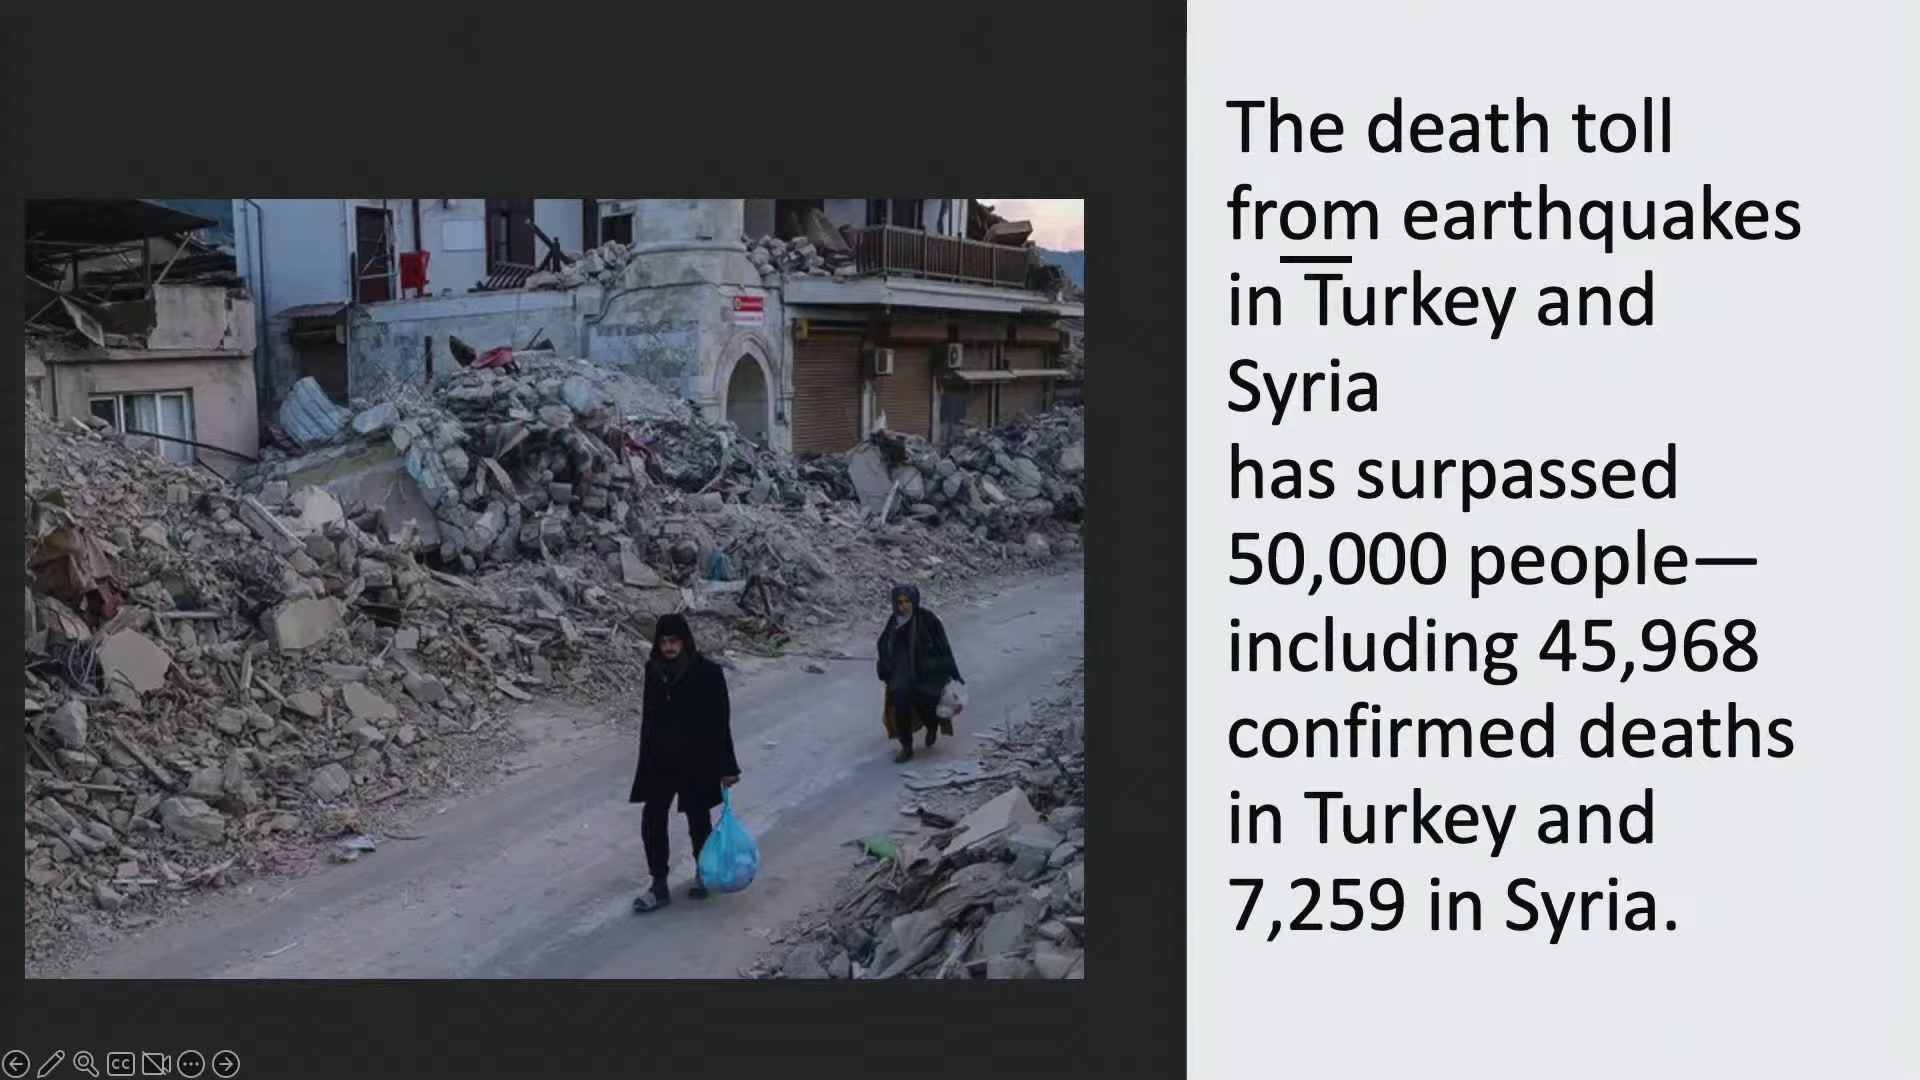 The death toll
from earthquakes
in Turkey and
Syria
has surpassed
50,000 people—
including 45,968
confirmed deaths
in Turkey and
7,259 in Syria.
CC